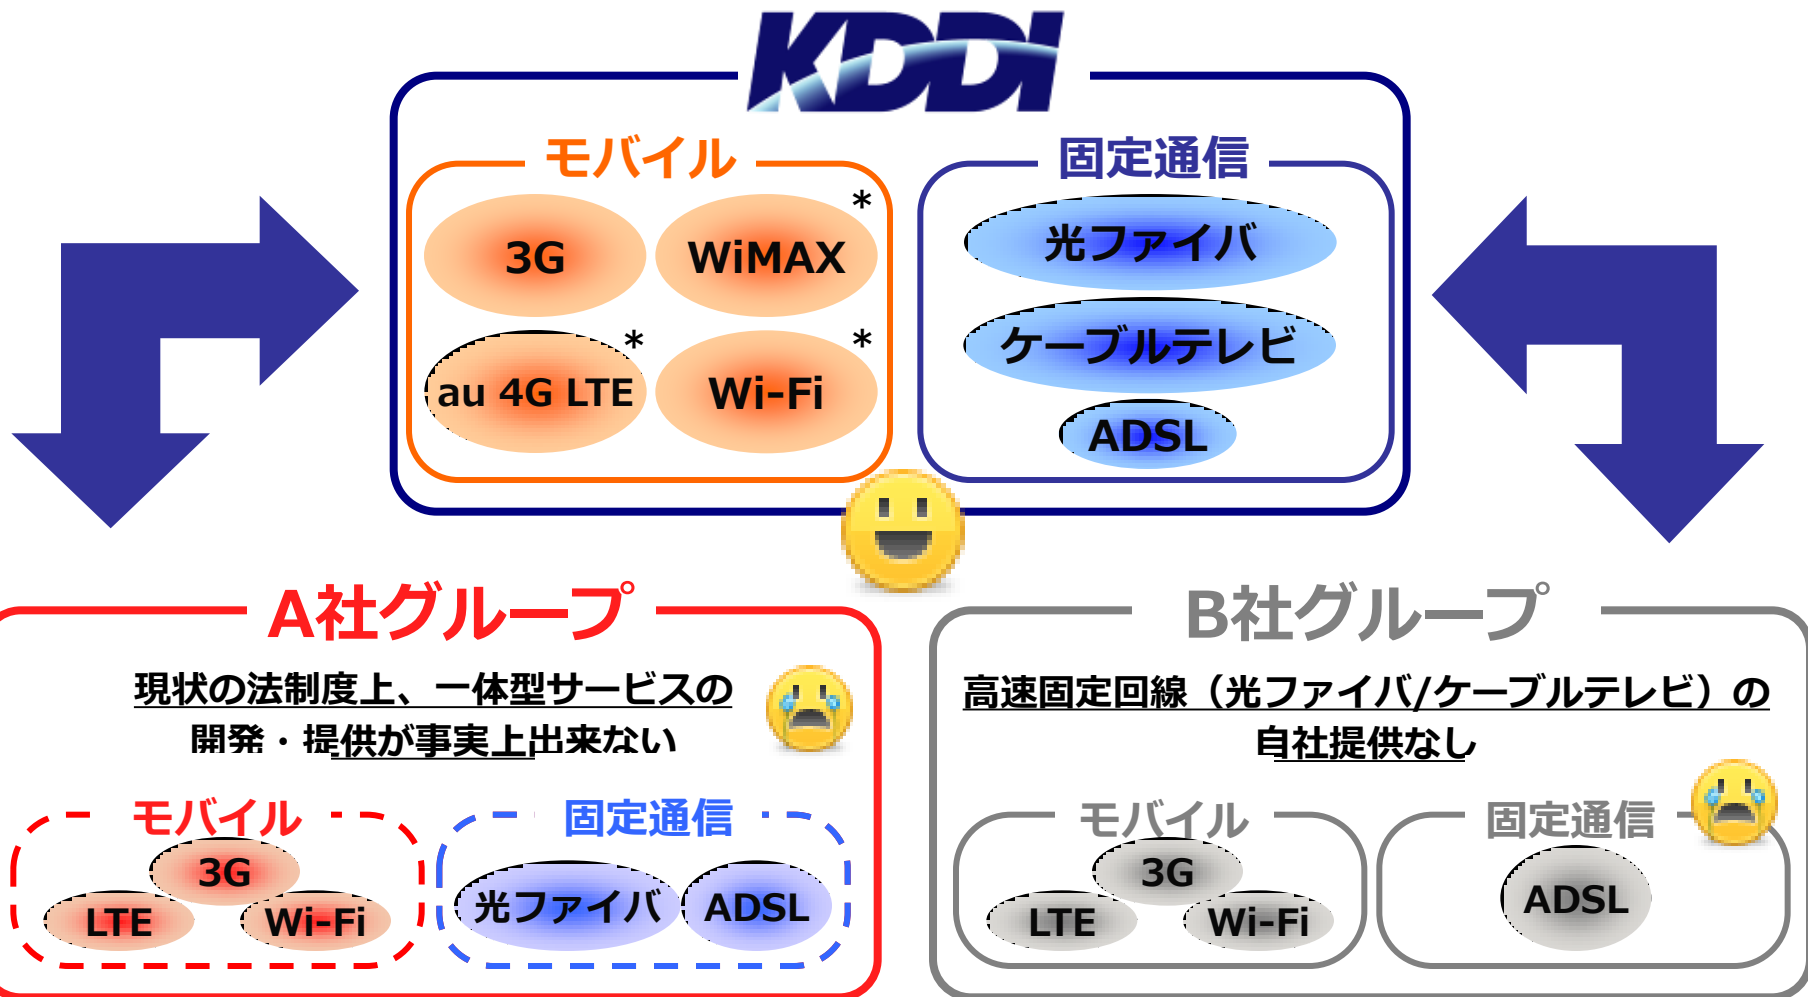 KDDI
モバイル
固定通信
3G
WiMAX
*
au 4G LTE
*
Wi-Fi
*
光ファイバ
ケーブルテレビ
ADSL
A社グループ
現状の法制度上、一体型サービスの
開発・提供が事実上出来ない
モバイル
3G
LTE
Wi-Fi
固定通信
光ファイバ
ADSL
B社グループ
高速固定回線（光ファイバ/ケーブルテレビ）の
自社提供なし
モバイル
3G
LTE
Wi-Fi
固定通信
ADSL